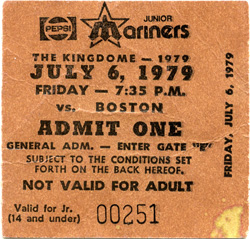 PEPSI
JUNIOR
Mariners
THE KINGDOME — 1979
JULY 6, 1979
FRIDAY — 7:35 P.M.
vs. BOSTON
ADMIT ONE
GENERAL ADM. — ENTER GATE "E"
SUBJECT TO THE CONDITIONS SET
FORTH ON THE BACK HEREOF.
NOT VALID FOR ADULT
Valid for Jr.
(14 and under)
00251
FRIDAY, JULY 6, 1979